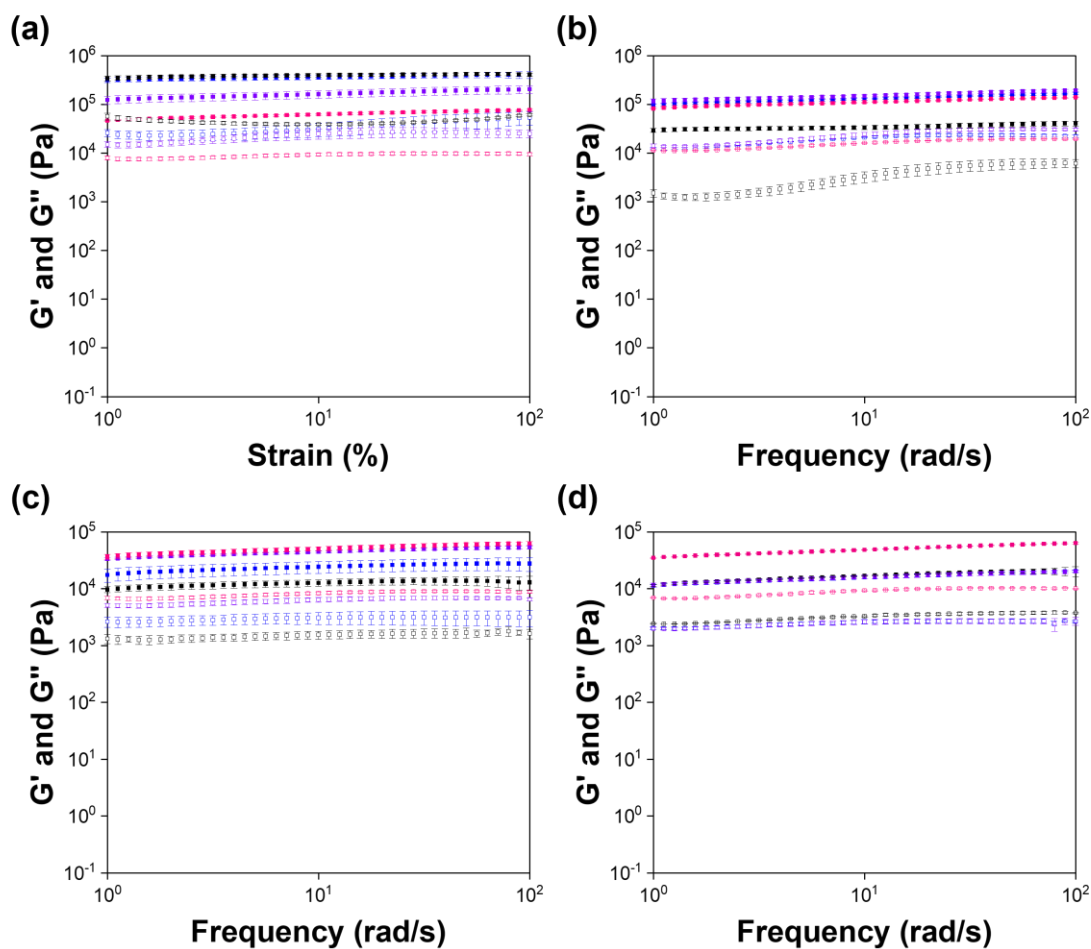 (a)
10⁶
10⁵
10⁴
10³
10²
10¹
10⁰
10⁻¹
G' and G'' (Pa)
10⁰ 10¹ 10²
Strain (%)
(b)
10⁶
10⁵
10⁴
10³
10²
10¹
10⁰
10⁻¹
G' and G'' (Pa)
10⁰ 10¹ 10²
Frequency (rad/s)
(c)
10⁵
10⁴
10³
10²
10¹
10⁰
10⁻¹
G' and G'' (Pa)
10⁰ 10¹ 10²
Frequency (rad/s)
(d)
10⁵
10⁴
10³
10²
10¹
10⁰
10⁻¹
G' and G'' (Pa)
10⁰ 10¹ 10²
Frequency (rad/s)